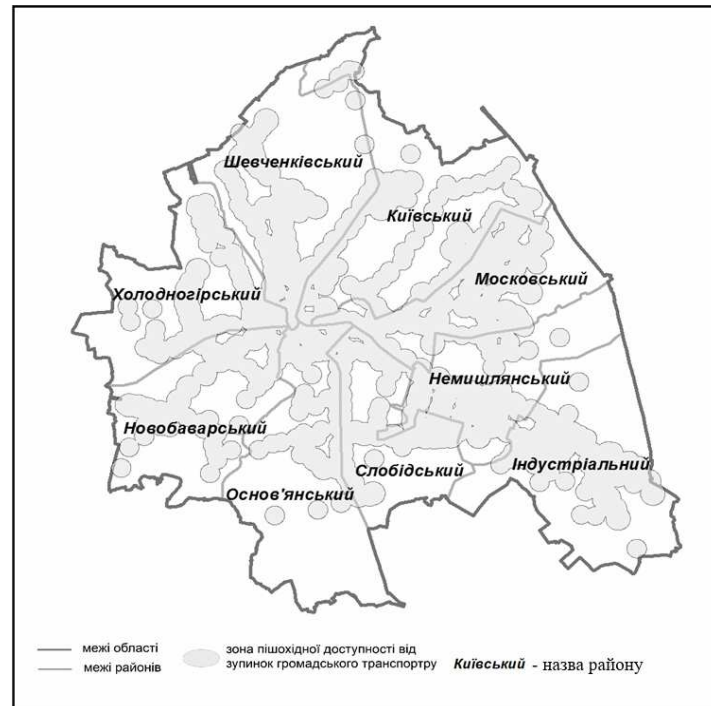 Шевченківський
Київський
Московський
Холодногірський
Немишлянський
Новобаварський
Слобідський
Індустріальний
Основ'янський
межі області
межі районів
зона пішохідної доступності від
зупинок громадського транспортру
Київський - назва району